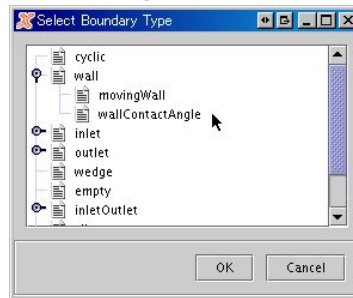 Select Boundary Type
cyclic
wall
movingWall
wallContactAngle
inlet
outlet
wedge
empty
inletOutlet
OK Cancel